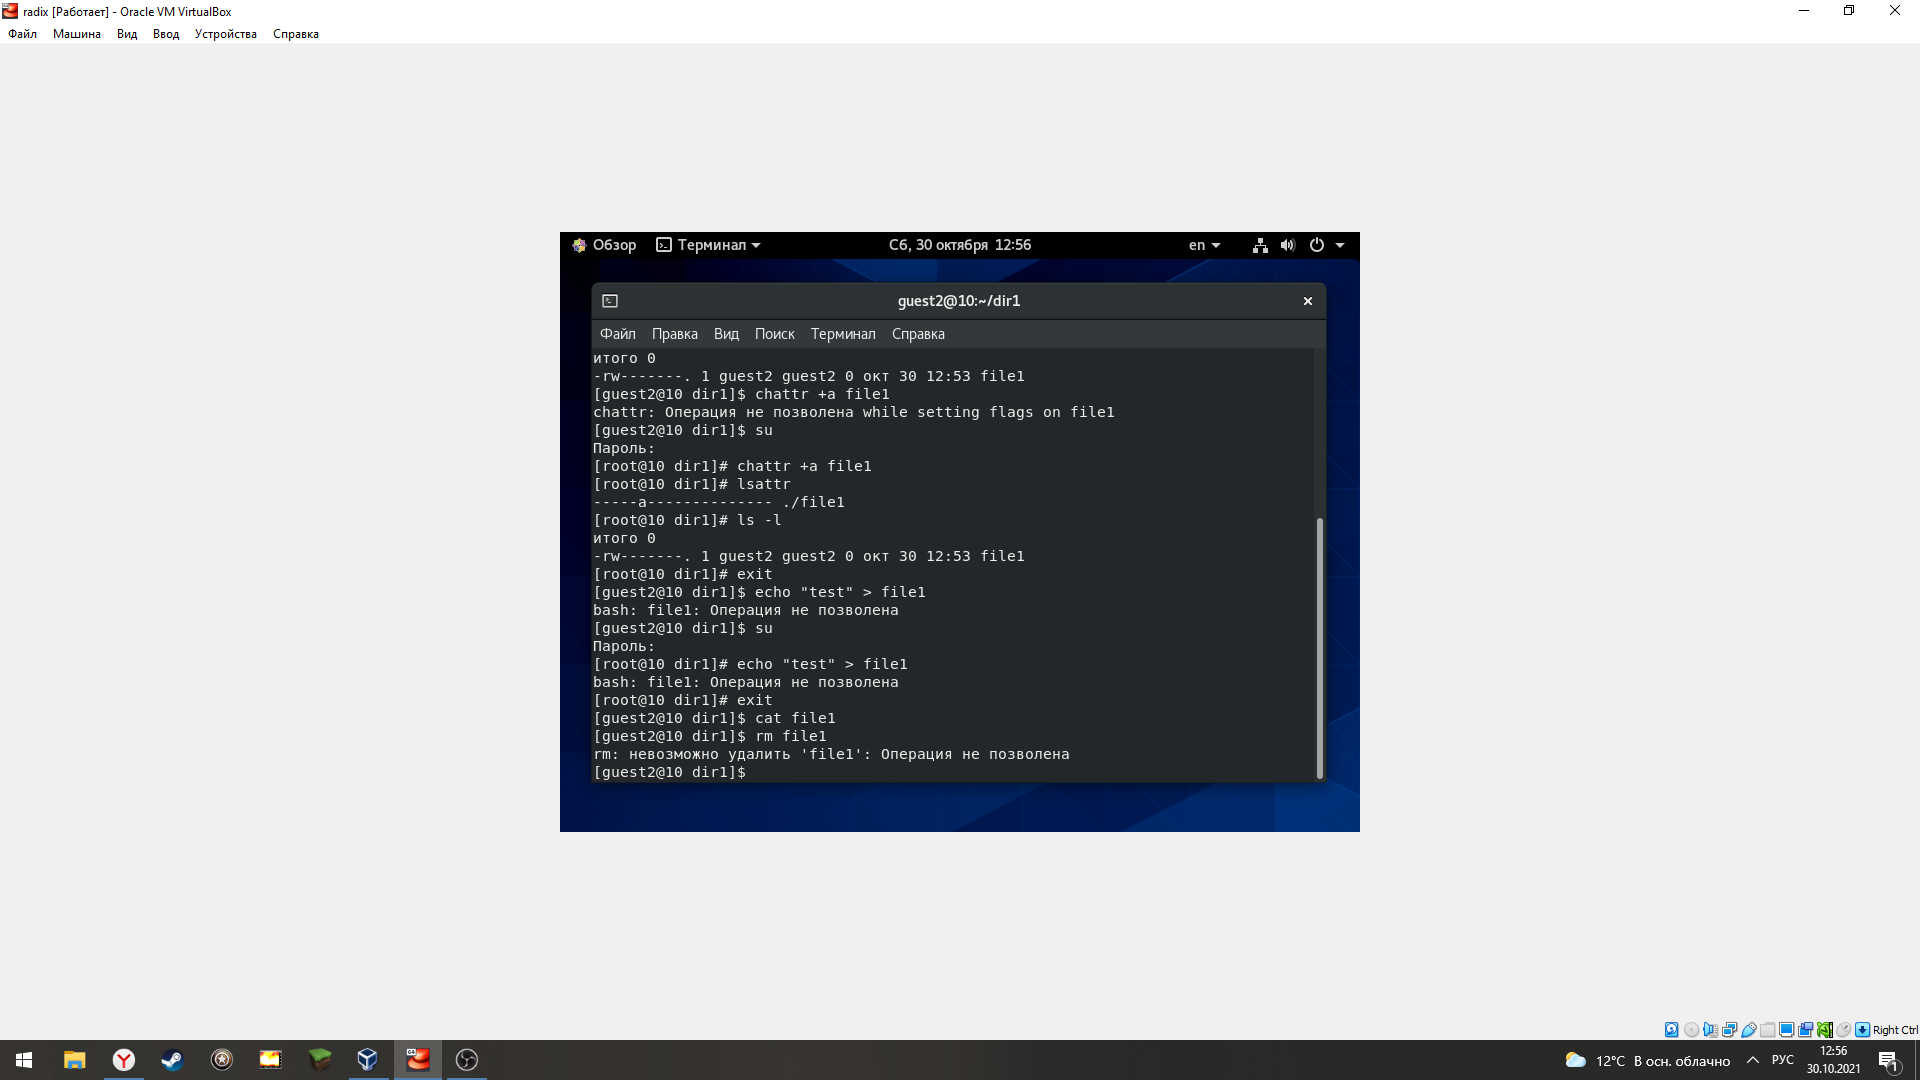 radix [Работает] - Oracle VM VirtualBox
Файл Машина Вид Ввод Устройства Справка
Обзор Терминал Сб, 30 октября 12:56 en
guest2@10:~/dir1
Файл Правка Вид Поиск Терминал Справка
итого 0
-rw-------. 1 guest2 guest2 0 окт 30 12:53 file1
[guest2@10 dir1]$ chattr +a file1
chattr: Операция не позволена while setting flags on file1
[guest2@10 dir1]$ su
Пароль:
[root@10 dir1]# chattr +a file1
[root@10 dir1]# lsattr
-----a-------------- ./file1
[root@10 dir1]# ls -l
итого 0
-rw-------. 1 guest2 guest2 0 окт 30 12:53 file1
[root@10 dir1]# exit
[guest2@10 dir1]$ echo "test" > file1
bash: file1: Операция не позволена
[guest2@10 dir1]$ su
Пароль:
[root@10 dir1]# echo "test" > file1
bash: file1: Операция не позволена
[root@10 dir1]# exit
[guest2@10 dir1]$ cat file1
[guest2@10 dir1]$ rm file1
rm: невозможно удалить 'file1': Операция не позволена
[guest2@10 dir1]$
Right Ctrl
12°C В осн. облачно РУС 12:56
30.10.2021
1